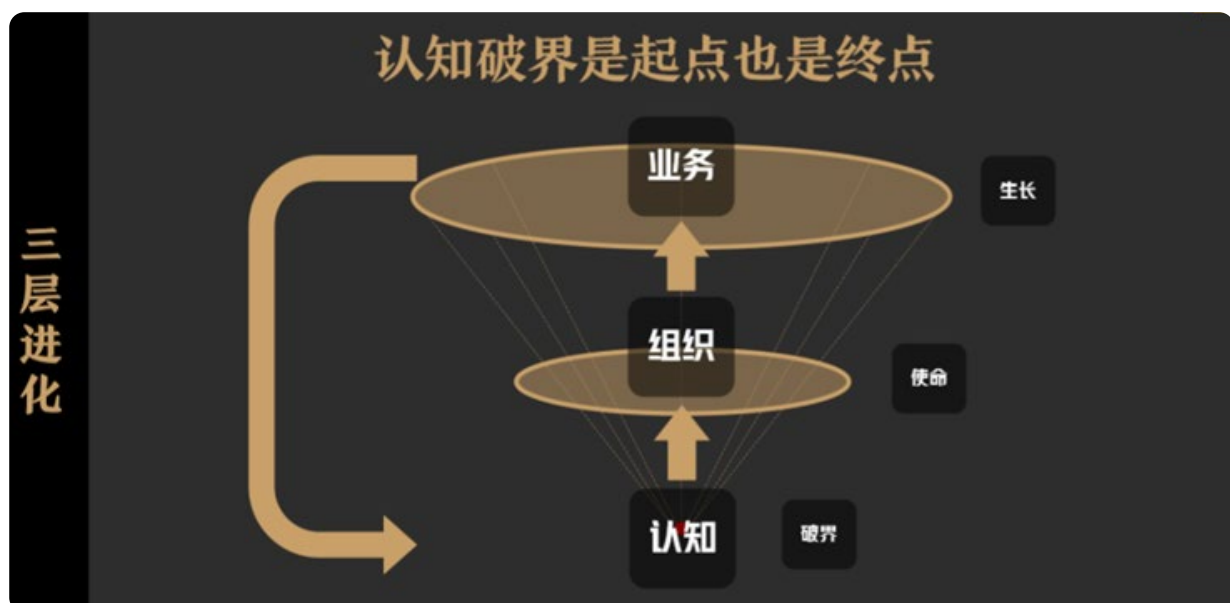 认知破界是起点也是终点
三层进化
业务
生长
组织
使命
认知
破界